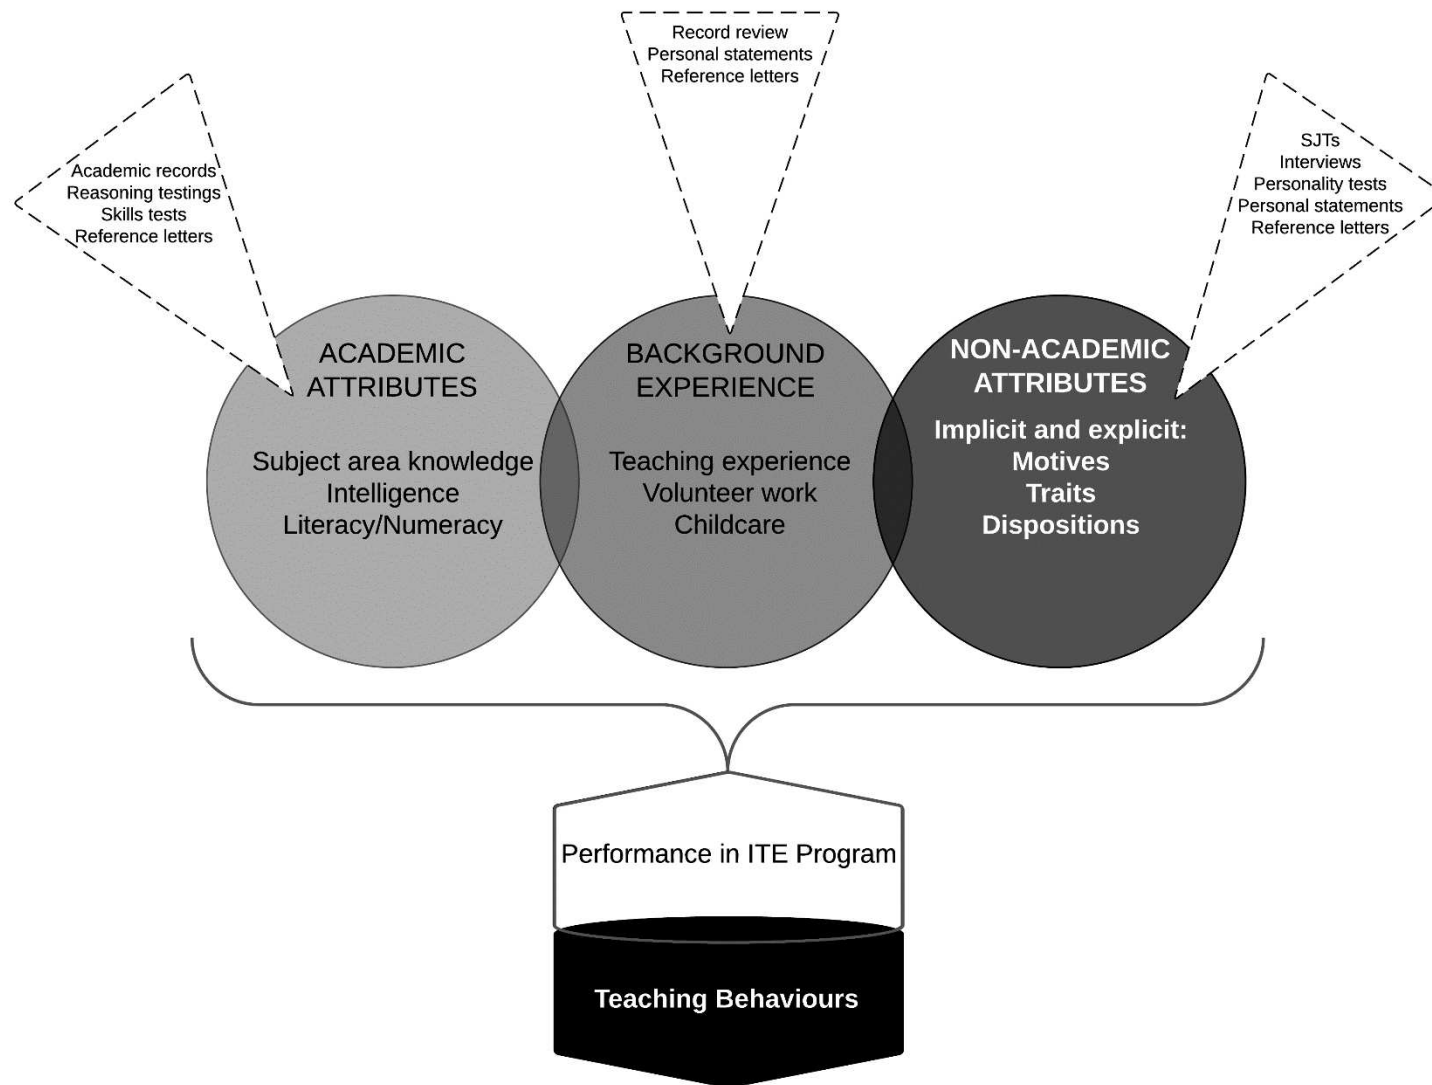 Record review
Personal statements
Reference letters
Academic records
Reasoning testings
Skills tests
Reference letters
SJTs
Interviews
Personality tests
Personal statements
Reference letters
ACADEMIC
ATTRIBUTES
Subject area knowledge
Intelligence
Literacy/Numeracy
BACKGROUND
EXPERIENCE
Teaching experience
Volunteer work
Childcare
NON-ACADEMIC
ATTRIBUTES
Implicit and explicit:
Motives
Traits
Dispositions
Performance in ITE Program
Teaching Behaviours